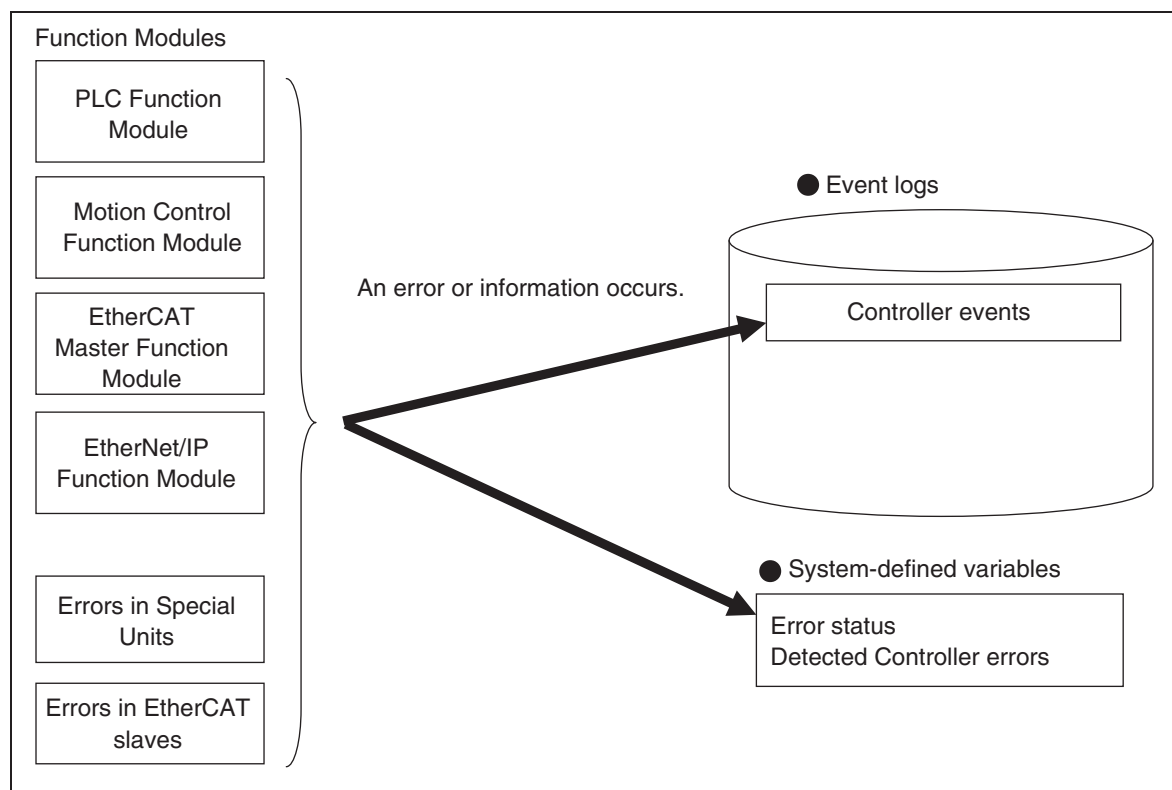 Function Modules
PLC Function
Module
Motion Control
Function Module
EtherCAT
Master Function
Module
EtherNet/IP
Function Module
Errors in Special
Units
Errors in EtherCAT
slaves
An error or information occurs.
● Event logs
Controller events
● System-defined variables
Error status
Detected Controller errors